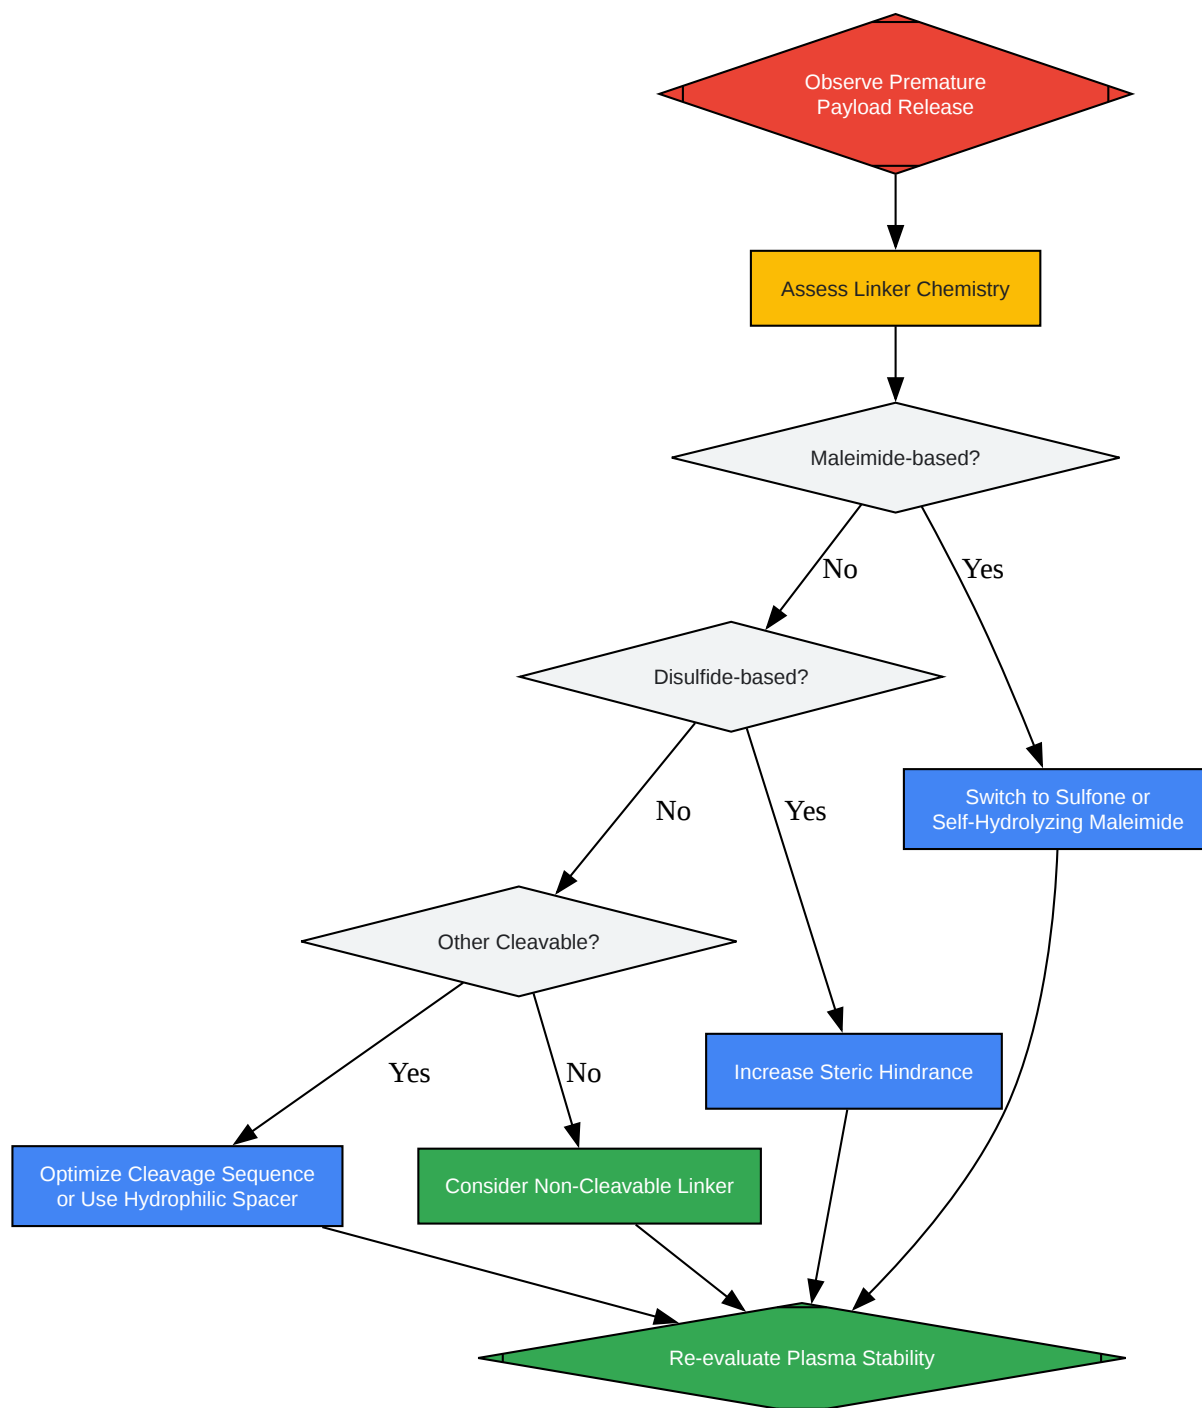 Observe Premature
Payload Release
Assess Linker Chemistry
Maleimide-based?
No
Yes
Disulfide-based?
Switch to Sulfone or
Self-Hydrolyzing Maleimide
No
Yes
Other Cleavable?
Yes
No
Increase Steric Hindrance
Optimize Cleavage Sequence
or Use Hydrophilic Spacer
Consider Non-Cleavable Linker
Re-evaluate Plasma Stability